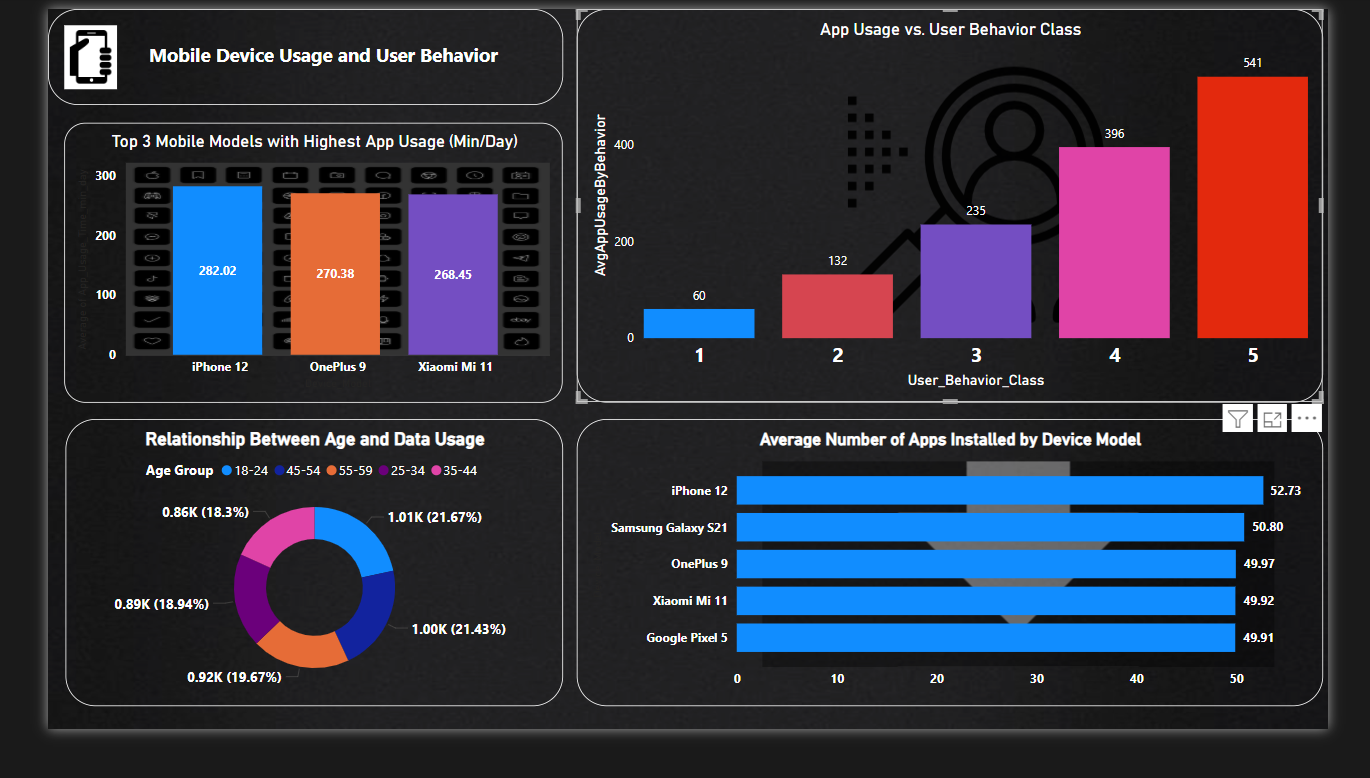 Mobile Device Usage and User Behavior
Top 3 Mobile Models with Highest App Usage (Min/Day)
300
200
100
0
282.02
270.38
268.45
iPhone 12
OnePlus 9
Xiaomi Mi 11
App Usage vs. User Behavior Class
AvgAppUsageByBehavior
400
200
0
60
132
235
396
541
1
2
3
4
5
User_Behavior_Class
Relationship Between Age and Data Usage
Age Group 18-24 45-54 55-59 25-34 35-44
0.86K (18.3%)
1.01K (21.67%)
0.89K (18.94%)
1.00K (21.43%)
0.92K (19.67%)
Average Number of Apps Installed by Device Model
iPhone 12 52.73
Samsung Galaxy S21 50.80
OnePlus 9 49.97
Xiaomi Mi 11 49.92
Google Pixel 5 49.91
0 10 20 30 40 50